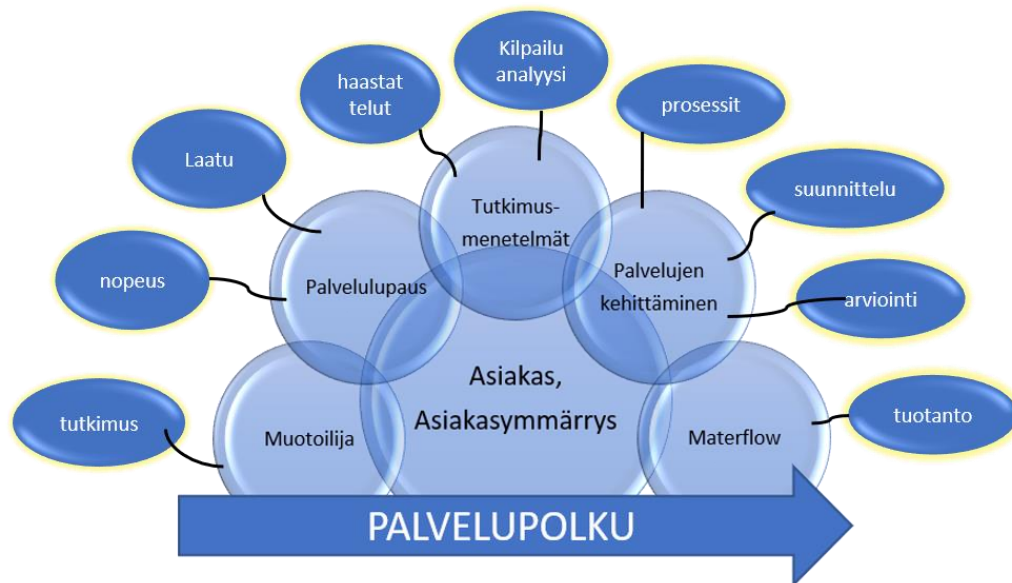 Kilpailu
analyysi
haastat
telut
prosessit
Laatu
suunnittelu
Tutkimus-
menetelmät
nopeus
Palvelulupaus
Palvelujen
kehittäminen
arviointi
Asiakas,
Asiakasymmärrys
tutkimus
Muotoilija
Materflow
tuotanto
PALVELUPOLKU